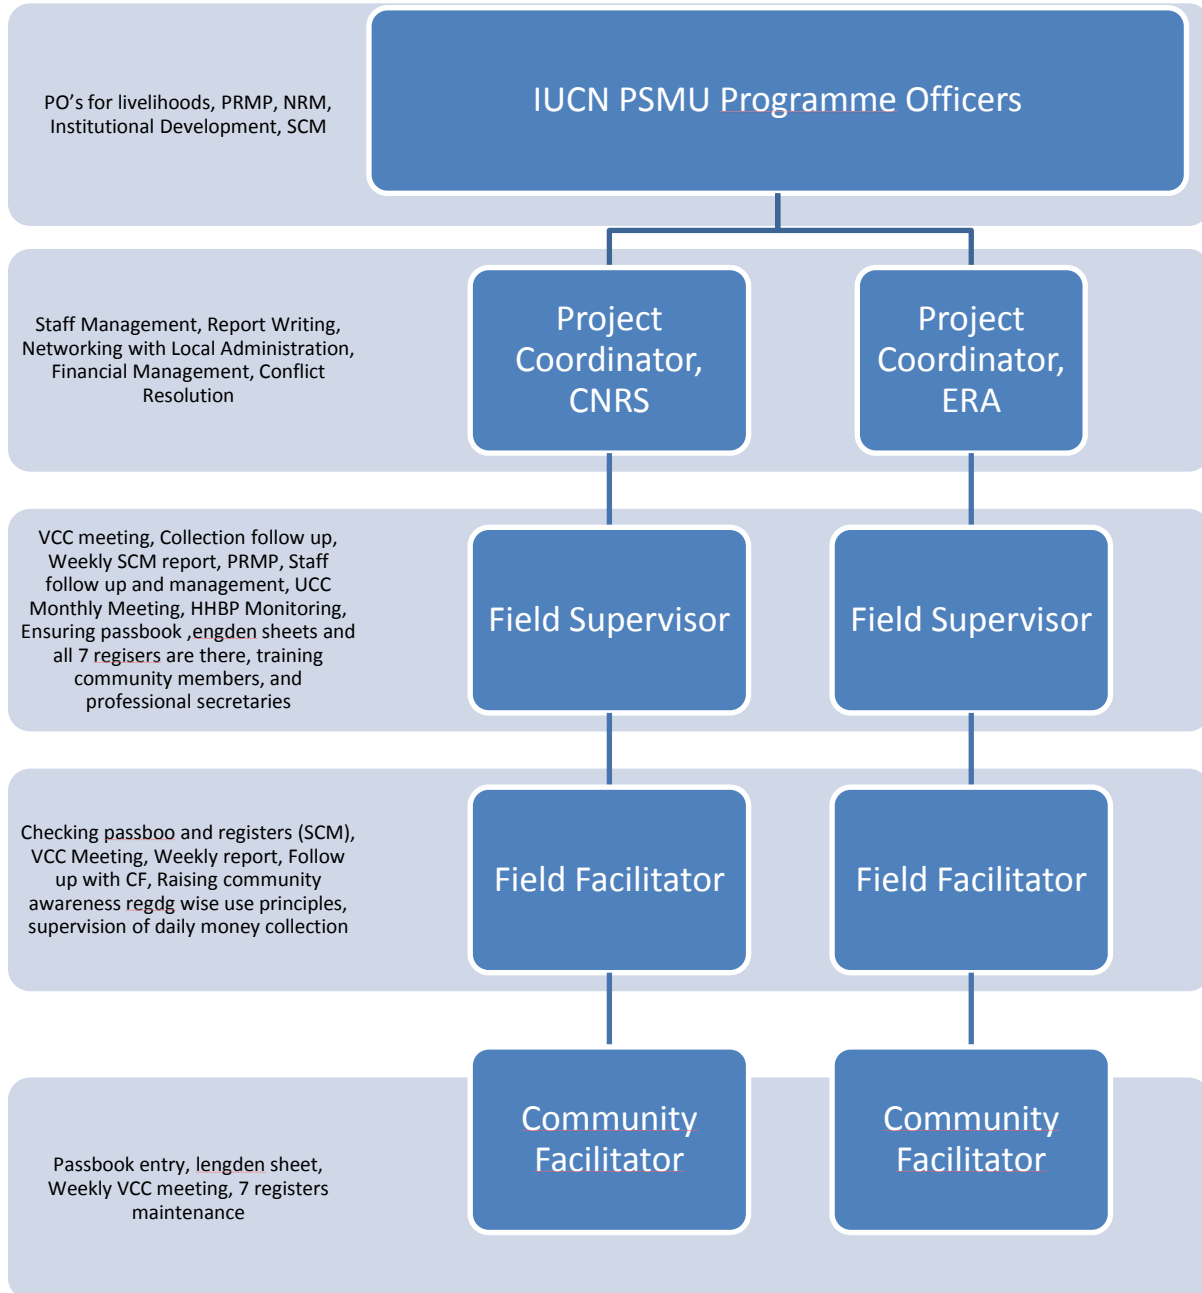 PO’s for livelihoods, PRMP, NRM,
Institutional Development, SCM
IUCN PSMU Programme Officers
Staff Management, Report Writing,
Networking with Local Administration,
Financial Management, Conflict
Resolution
Project
Coordinator,
CNRS
Project
Coordinator,
ERA
VCC meeting, Collection follow up,
Weekly SCM report, PRMP, Staff
follow up and management, UCC
Monthly Meeting, HHBP Monitoring,
Ensuring passbook ,engden sheets and
all 7 regisers are there, training
community members, and
professional secretaries
Field Supervisor
Field Supervisor
Checking passboo and registers (SCM),
VCC Meeting, Weekly report, Follow
up with CF, Raising community
awareness regdg wise use principles,
supervision of daily money collection
Field Facilitator
Field Facilitator
Passbook entry, lengden sheet,
Weekly VCC meeting, 7 registers
maintenance
Community
Facilitator
Community
Facilitator